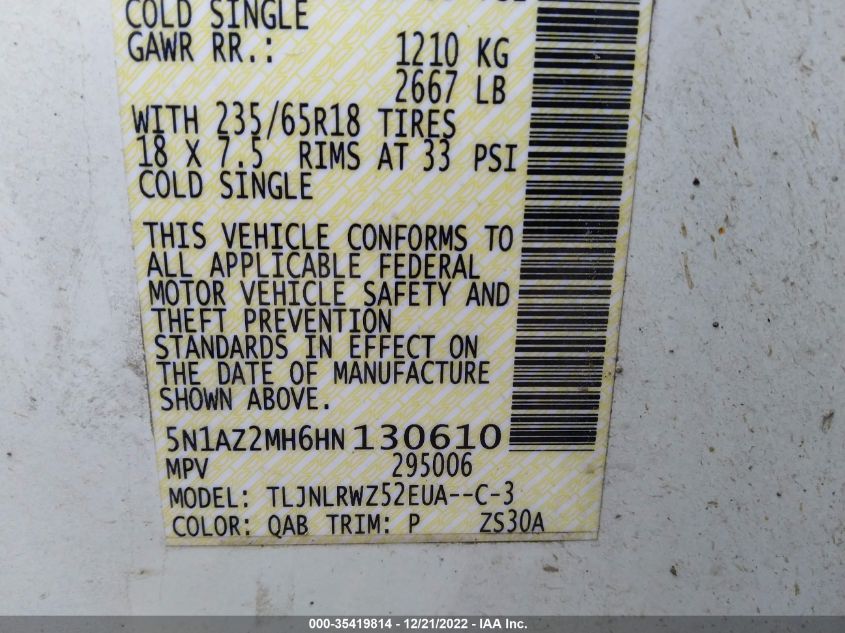 COLD SINGLE
GAWR RR.: 1210 KG
2667 LB
WITH 235/65R18 TIRES
18 X 7.5 RIMS AT 33 PSI
COLD SINGLE
THIS VEHICLE CONFORMS TO
ALL APPLICABLE FEDERAL
MOTOR VEHICLE SAFETY AND
THEFT PREVENTION
STANDARDS IN EFFECT ON
THE DATE OF MANUFACTURE
SHOWN ABOVE.
5N1AZ2MH6HN130610
MPV 295006
MODEL: TLJNLRWZ52EUA--C-3
COLOR: QAB TRIM: P ZS30A
000-35419814 - 12/21/2022 - IAA Inc.